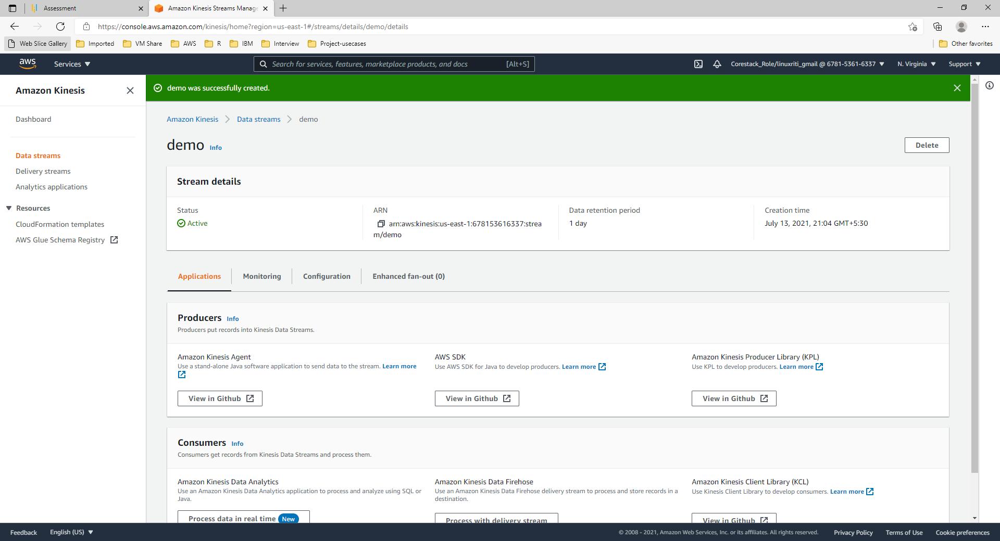 Assessment
Amazon Kinesis Streams Manage
https://console.aws.amazon.com/kinesis/home?region=us-east-1#/streams/details/demo/details
Web Slice Gallery
Imported
VM Share
AWS
R
IBM
Interview
Project-usecases
Other favorites
aws
Services
Search for services, features, marketplace products, and docs
[Alt+S]
Corestack_Role/linuxriti_gmail @ 6781-5361-6337
N. Virginia
Support
Amazon Kinesis
Dashboard
Data streams
Delivery streams
Analytics applications
Resources
CloudFormation templates
AWS Glue Schema Registry
demo was successfully created.
Amazon Kinesis
Data streams
demo
demo Info
Delete
Stream details
Status
Active
ARN
arn:aws:kinesis:us-east-1:678153616337:strea
m/demo
Data retention period
1 day
Creation time
July 13, 2021, 21:04 GMT+5:30
Applications
Monitoring
Configuration
Enhanced fan-out (0)
Producers Info
Producers put records into Kinesis Data Streams.
Amazon Kinesis Agent
Use a stand-alone Java software application to send data to the stream. Learn more
View in Github
AWS SDK
Use AWS SDK for Java to develop producers. Learn more
View in Github
Amazon Kinesis Producer Library (KPL)
Use KPL to develop producers. Learn more
View in Github
Consumers Info
Consumers get records from Kinesis Data Streams and process them.
Amazon Kinesis Data Analytics
Use an Amazon Kinesis Data Analytics application to process and analyze using SQL or
Java.
Process data in real time New
Amazon Kinesis Data Firehose
Use an Amazon Kinesis Data Firehose delivery stream to process and store records in a
destination.
Process with delivery stream
Amazon Kinesis Client Library (KCL)
Use Kinesis Client Library to develop consumers. Learn more
View in Github
Feedback
English (US)
© 2008 - 2021, Amazon Web Services, Inc. or its affiliates. All rights reserved.
Privacy Policy
Terms of Use
Cookie preferences